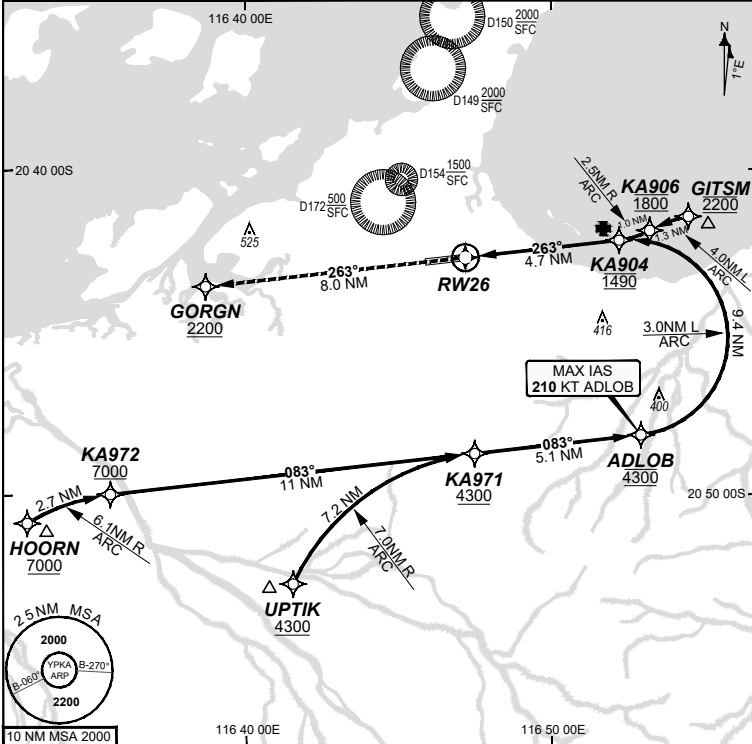 116 40 00E
D150 2000
SFC
N
1°E
D149 2000
SFC
20 40 00S
D154 1500
SFC
D172 500
SFC
2.5NM R
ARC
KA906
1800
GITSM
2200
1.0 NM
1.3 NM
4.0NM L
ARC
525
263°
8.0 NM
263°
4.7 NM
KA904
1490
RW26
GORGN
2200
416
3.0NM L
ARC
9.4 NM
MAX IAS
210 KT ADLOB
400
KA972
7000
083°
11 NM
KA971
4300
083°
5.1 NM
ADLOB
4300
20 50 00S
2.7 NM
6.1NM R
ARC
HOORN
7000
7.2 NM
7.0NM R
ARC
UPTIK
4300
25 NM MSA
2000
YPKA
ARP
B-270°
B-060°
2200
10 NM MSA 2000
116 40 00E
116 50 00E